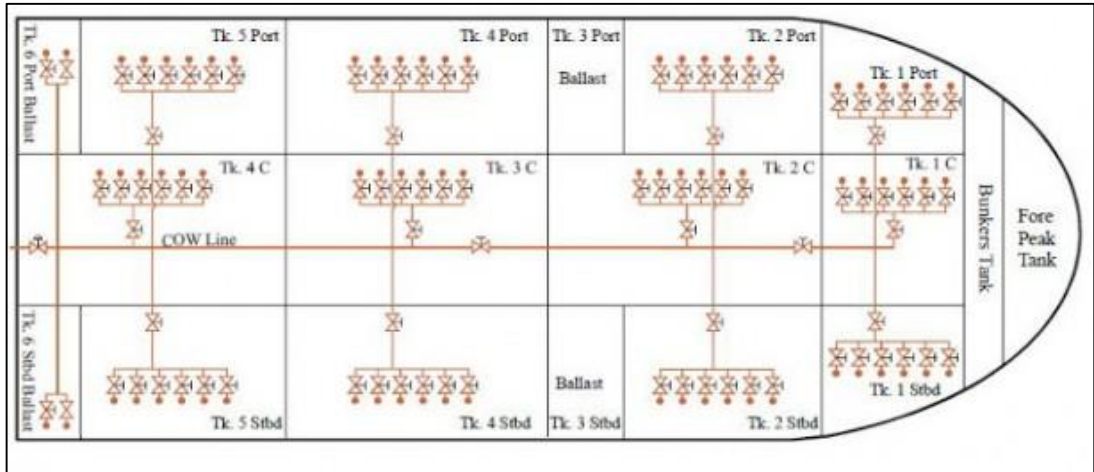 Tk. 6 Port Ballast
Tk. 5 Port
Tk. 4 Port
Tk. 3 Port
Ballast
Tk. 2 Port
Tk. 1 Port
Tk. 4 C
Tk. 3 C
Tk. 2 C
Tk. 1 C
COW Line
Bunkers Tank
Fore
Peak
Tank
Tk. 6 Stbd Ballast
Tk. 5 Stbd
Tk. 4 Stbd
Ballast
Tk. 3 Stbd
Tk. 2 Stbd
Tk. 1 Stbd